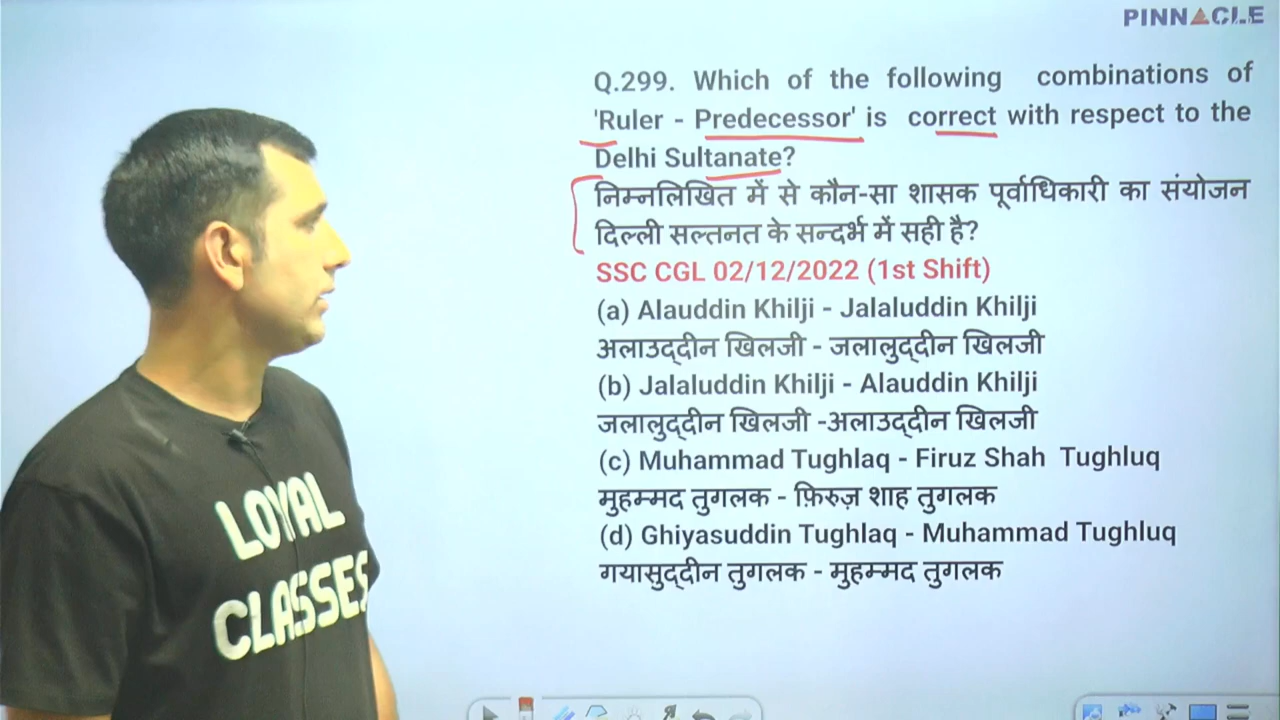 PINNACLE
Q.299. Which of the following combinations of
'Ruler - Predecessor' is correct with respect to the
Delhi Sultanate?
निम्नलिखित में से कौन-सा शासक पूर्वाधिकारी का संयोजन
दिल्ली सल्तनत के सन्दर्भ में सही है?
SSC CGL 02/12/2022 (1st Shift)
(a) Alauddin Khilji - Jalaluddin Khilji
अलाउद्दीन खिलजी - जलालुद्दीन खिलजी
(b) Jalaluddin Khilji - Alauddin Khilji
जलालुद्दीन खिलजी -अलाउद्दीन खिलजी
(c) Muhammad Tughlaq - Firuz Shah Tughluq
मुहम्मद तुगलक - फ़िरुज़ शाह तुगलक
(d) Ghiyasuddin Tughlaq - Muhammad Tughluq
गयासुद्दीन तुगलक - मुहम्मद तुगलक
LOYAL
CLASSES